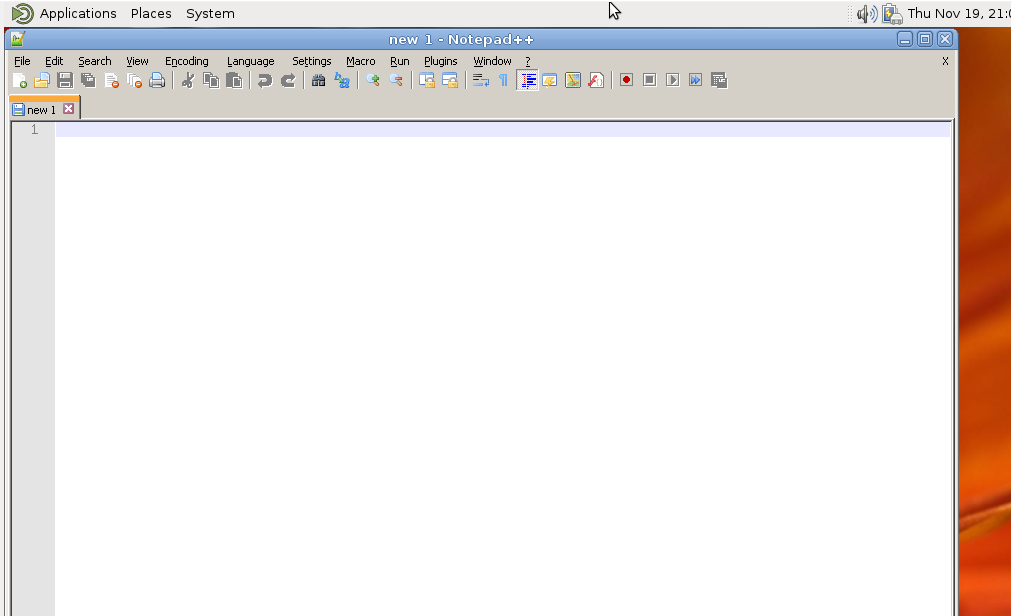 Applications Places System Thu Nov 19, 21:
new 1 - Notepad++
File Edit Search View Encoding Language Settings Macro Run Plugins Window ? X
new 1
1